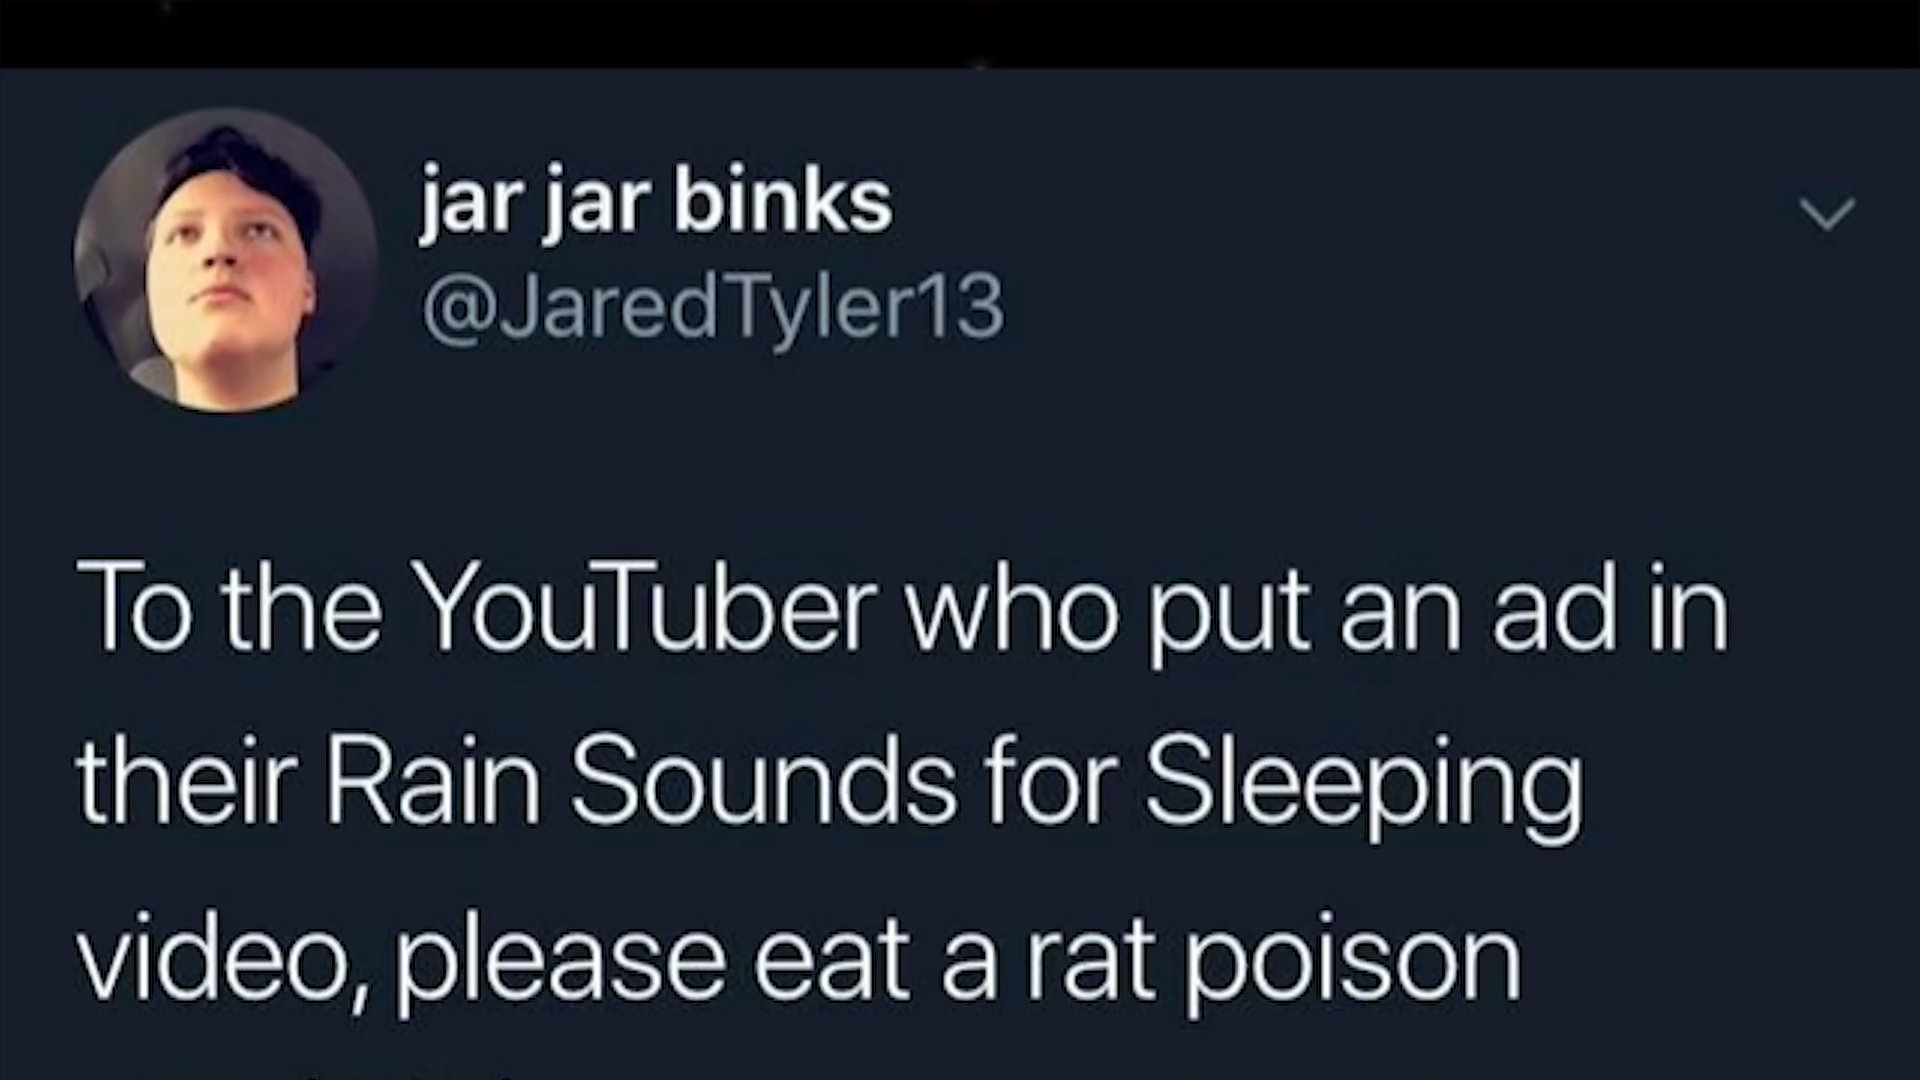 jar jar binks
@JaredTyler13
To the YouTuber who put an ad in
their Rain Sounds for Sleeping
video, please eat a rat poison